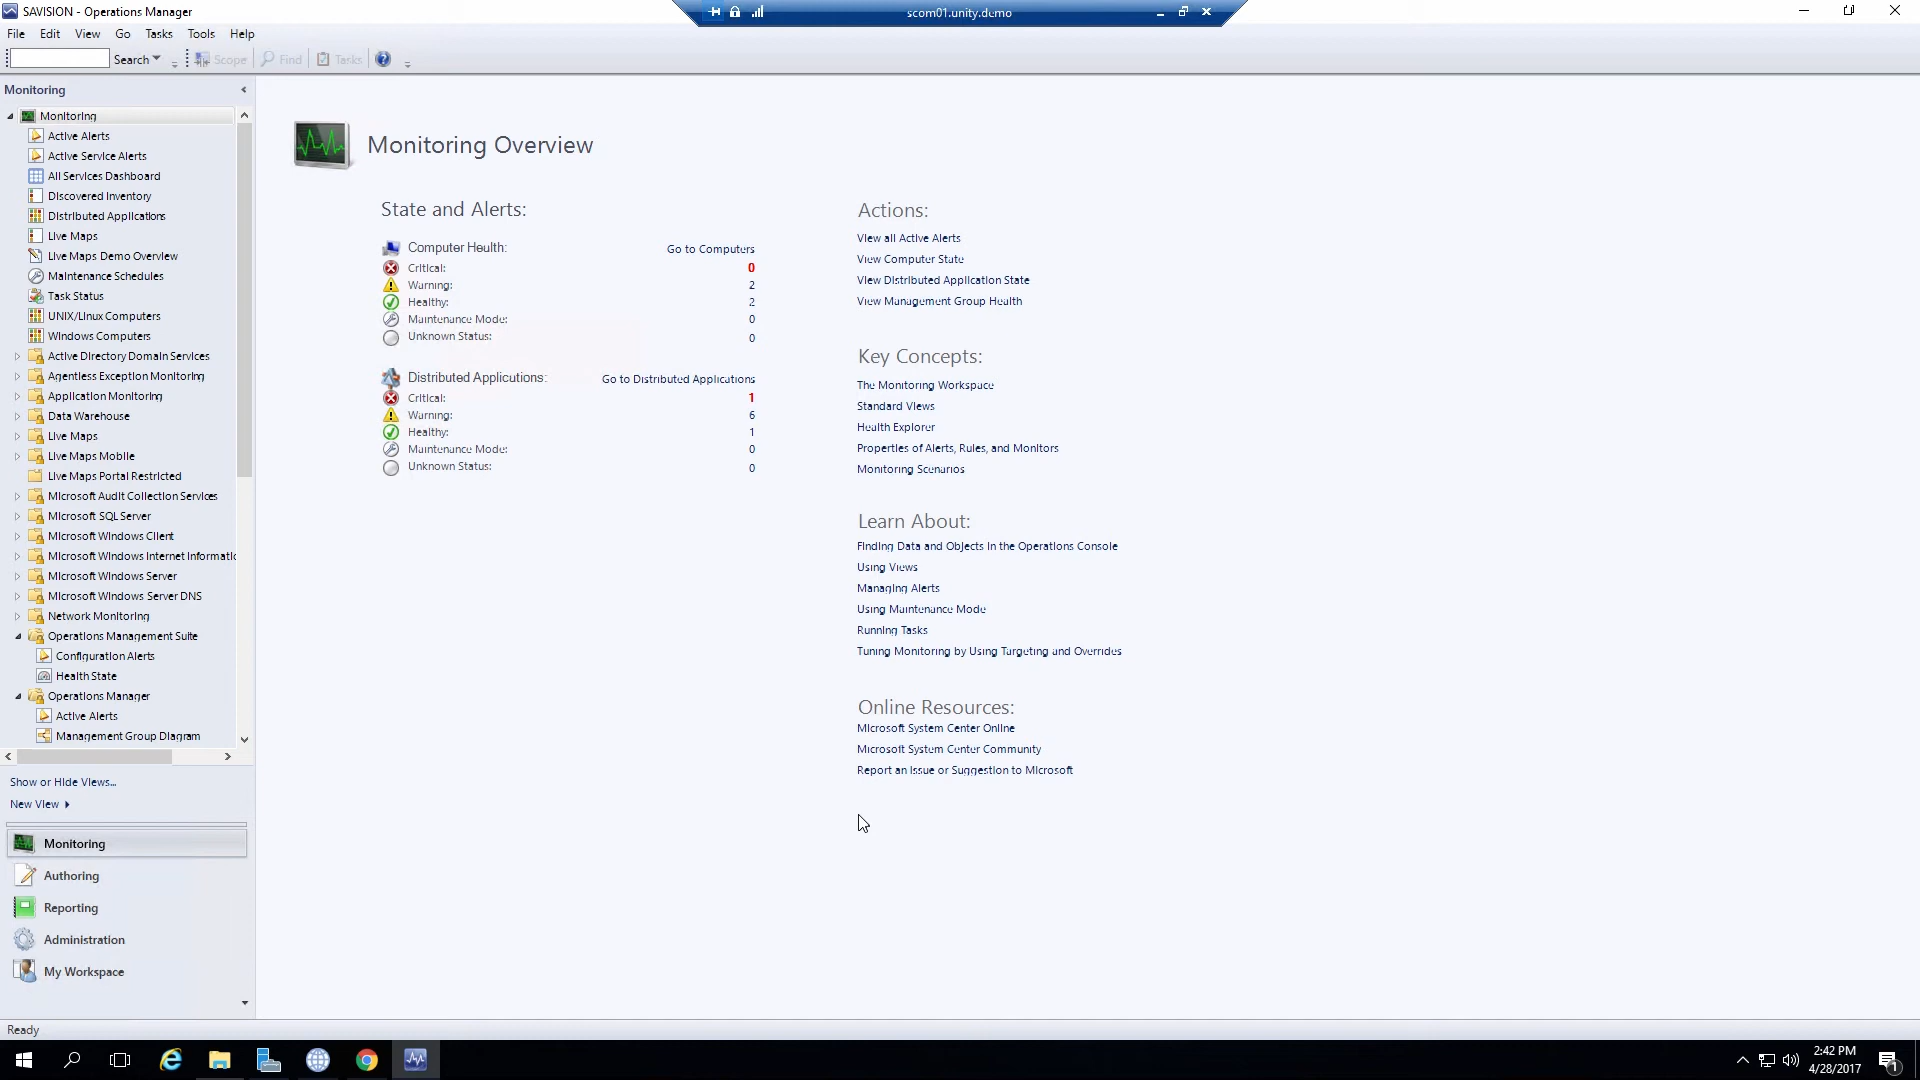 SAVISION - Operations Manager
scom01.unity.demo
File Edit View Go Tasks Tools Help
Search Scope Find Tasks
Monitoring
Monitoring
Active Alerts
Active Service Alerts
All Services Dashboard
Discovered Inventory
Distributed Applications
Live Maps
Live Maps Demo Overview
Maintenance Schedules
Task Status
UNIX/Linux Computers
Windows Computers
Active Directory Domain Services
Agentless Exception Monitoring
Application Monitoring
Data Warehouse
Live Maps
Live Maps Mobile
Live Maps Portal Restricted
Microsoft Audit Collection Services
Microsoft SQL Server
Microsoft Windows Client
Microsoft Windows Internet Informatic
Microsoft Windows Server
Microsoft Windows Server DNS
Network Monitoring
Operations Management Suite
Configuration Alerts
Health State
Operations Manager
Active Alerts
Management Group Diagram
Show or Hide Views...
New View
Monitoring
Authoring
Reporting
Administration
My Workspace
Monitoring Overview
State and Alerts:
Computer Health: Go to Computers
Critical: 0
Warning: 2
Healthy: 2
Maintenance Mode: 0
Unknown Status: 0
Distributed Applications: Go to Distributed Applications
Critical: 1
Warning: 6
Healthy: 1
Maintenance Mode: 0
Unknown Status: 0
Actions:
View all Active Alerts
View Computer State
View Distributed Application State
View Management Group Health
Key Concepts:
The Monitoring Workspace
Standard Views
Health Explorer
Properties of Alerts, Rules, and Monitors
Monitoring Scenarios
Learn About:
Finding Data and Objects in the Operations Console
Using Views
Managing Alerts
Using Maintenance Mode
Running Tasks
Tuning Monitoring by Using Targeting and Overrides
Online Resources:
Microsoft System Center Online
Microsoft System Center Community
Report an Issue or Suggestion to Microsoft
Ready
2:42 PM
4/28/2017
1